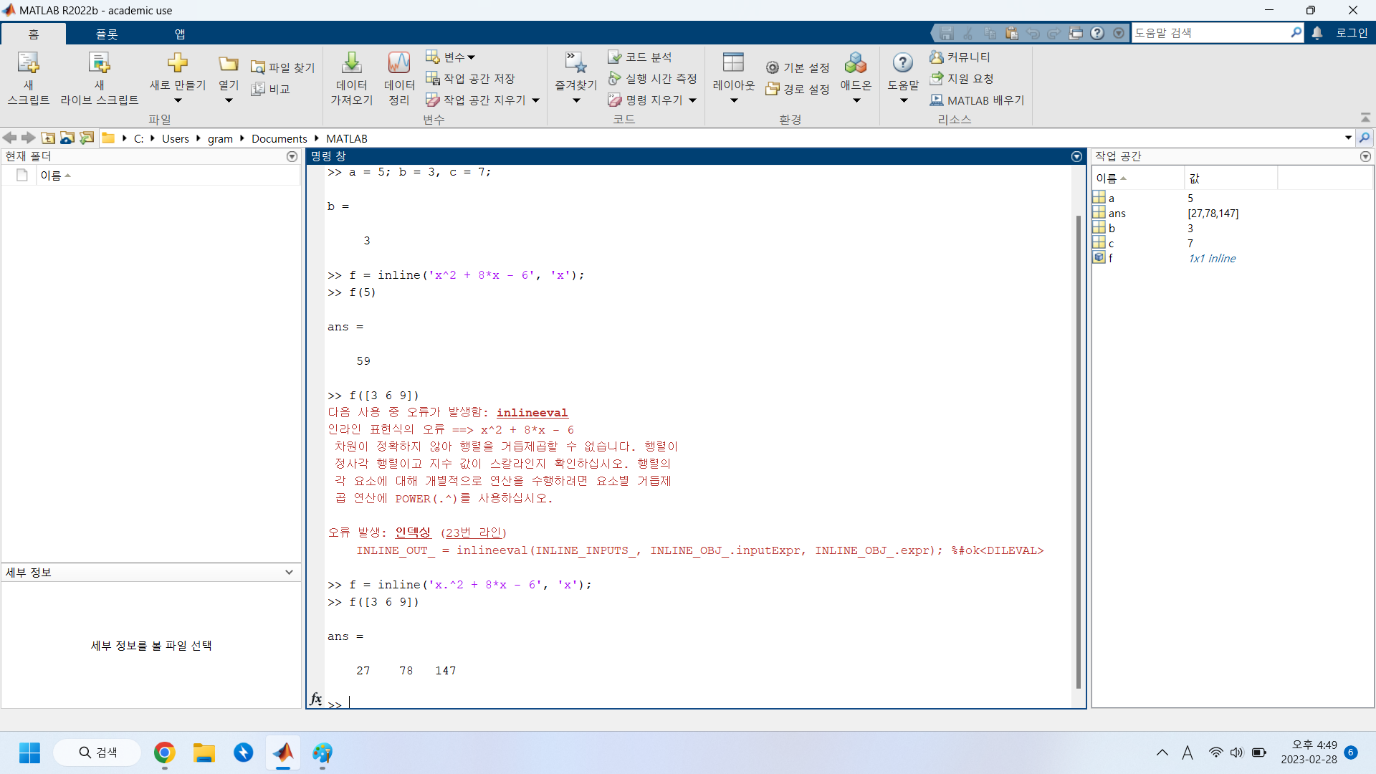 MATLAB R2022b - academic use
홈 플롯 앱
도움말 검색
로그인
새
스크립트
새
라이브 스크립트
새로 만들기
열기
파일 찾기
비교
파일
데이터
가져오기
데이터
정리
변수
작업 공간 저장
작업 공간 지우기
변수
즐겨찾기
코드 분석
실행 시간 측정
명령 지우기
코드
레이아웃
기본 설정
경로 설정
애드온
환경
도움말
커뮤니티
지원 요청
MATLAB 배우기
리소스
C: Users gram Documents MATLAB
현재 폴더
이름
세부 정보
세부 정보를 볼 파일 선택
명령 창
>> a = 5; b = 3, c = 7;
b =
3
>> f = inline('x^2 + 8*x - 6', 'x');
>> f(5)
ans =
59
>> f([3 6 9])
다음 사용 중 오류가 발생함: inlineeval
인라인 표현식의 오류 ==> x^2 + 8*x - 6
차원이 정확하지 않아 행렬을 거듭제곱할 수 없습니다. 행렬이
정사각 행렬이고 지수 값이 스칼라인지 확인하십시오. 행렬의
각 요소에 대해 개별적으로 연산을 수행하려면 요소별 거듭제
곱 연산에 POWER(.^)를 사용하십시오.
오류 발생: 인덱싱 (23번 라인)
INLINE_OUT_ = inlineeval(INLINE_INPUTS_, INLINE_OBJ_.inputExpr, INLINE_OBJ_.expr); %#ok<DILEVAL>
>> f = inline('x.^2 + 8*x - 6', 'x');
>> f([3 6 9])
ans =
27 78 147
fx >>
작업 공간
이름 값
a 5
ans [27,78,147]
b 3
c 7
f 1x1 inline
검색
A
오후 4:49
2023-02-28
6